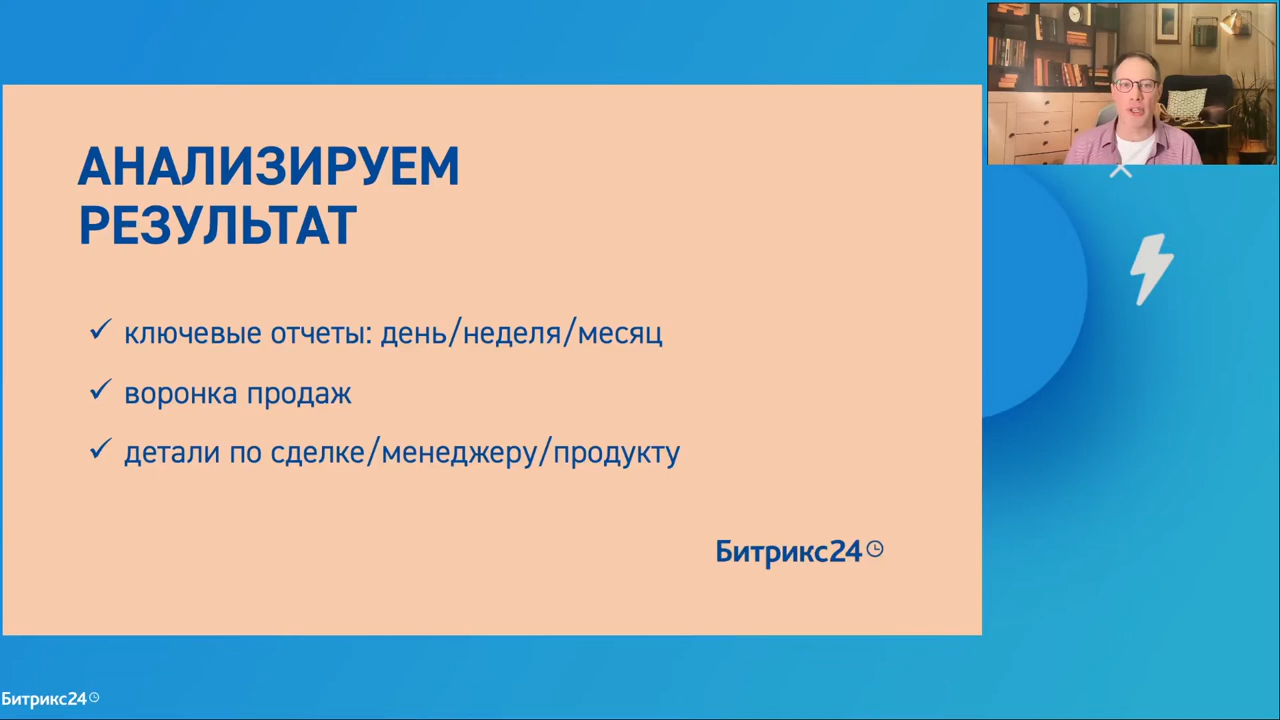 АНАЛИЗИРУЕМ
РЕЗУЛЬТАТ
✓ ключевые отчеты: день/неделя/месяц
✓ воронка продаж
✓ детали по сделке/менеджеру/продукту
Битрикс24
Битрикс24